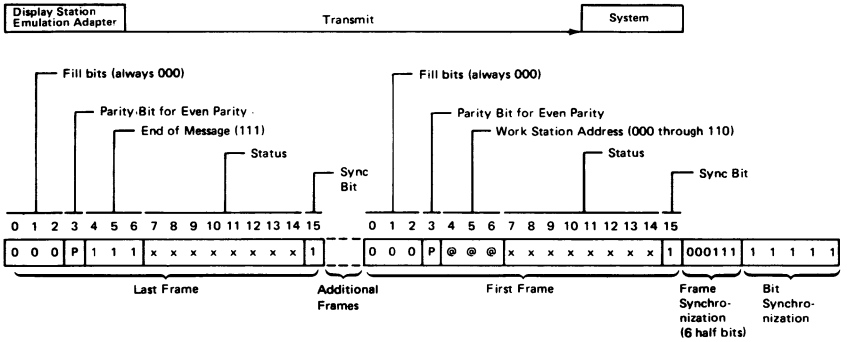 Display Station
Emulation Adapter
Transmit
System
Fill bits (always 000)
Parity Bit for Even Parity
End of Message (111)
Status
Sync
Bit
Fill bits (always 000)
Parity Bit for Even Parity
Work Station Address (000 through 110)
Status
Sync Bit
0 1 2 3 4 5 6 7 8 9 10 11 12 13 14 15
0 1 2 3 4 5 6 7 8 9 10 11 12 13 14 15
0 0 0 P 1 1 1 x x x x x x x x 1
0 0 0 P @ @ @ x x x x x x x x 1 000111 1 1 1 1 1
Last Frame
Additional
Frames
First Frame
Frame
Synchro-
nization
(6 half bits)
Bit
Synchro-
nization